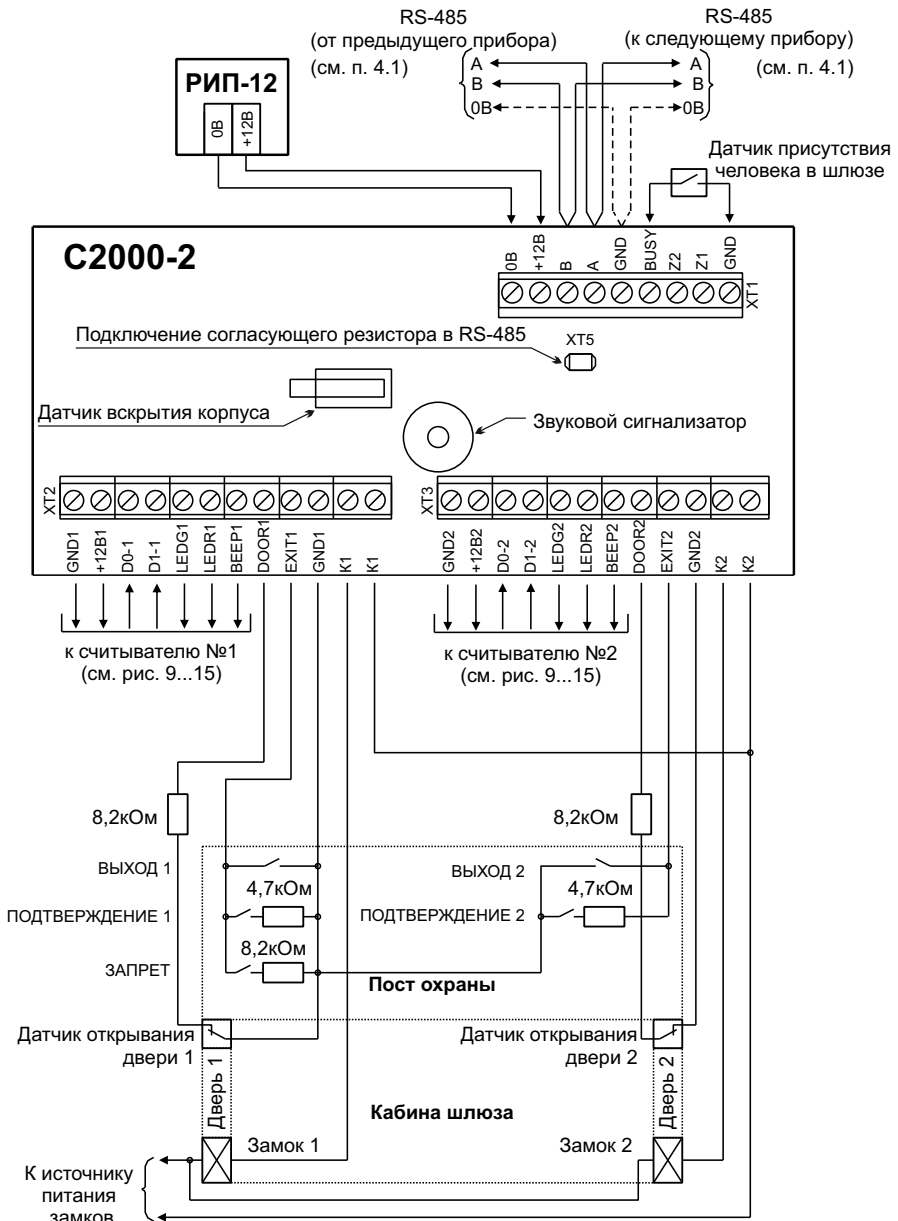 RS-485
(от предыдущего прибора)
(см. п. 4.1)
A
B
0В
RS-485
(к следующему прибору)
(см. п. 4.1)
A
B
0В
РИП-12
0В
+12В
Датчик присутствия
человека в шлюзе
С2000-2
0В
+12В
B
A
GND
BUSY
Z2
Z1
GND
XT1
Подключение согласующего резистора в RS-485
XT5
Датчик вскрытия корпуса
Звуковой сигнализатор
XT2
GND1
+12В1
D0-1
D1-1
LEDG1
LEDR1
BEEP1
DOOR1
EXIT1
GND1
K1
K1
XT3
GND2
+12В2
D0-2
D1-2
LEDG2
LEDR2
BEEP2
DOOR2
EXIT2
GND2
K2
K2
к считывателю №1
(см. рис. 9...15)
к считывателю №2
(см. рис. 9...15)
8,2кОм
8,2кОм
ВЫХОД 1
ВЫХОД 2
4,7кОм
4,7кОм
ПОДТВЕРЖДЕНИЕ 1
ПОДТВЕРЖДЕНИЕ 2
8,2кОм
ЗАПРЕТ
Пост охраны
Датчик открывания
двери 1
Датчик открывания
двери 2
Дверь 1
Дверь 2
Кабина шлюза
Замок 1
Замок 2
К источнику
питания
замков